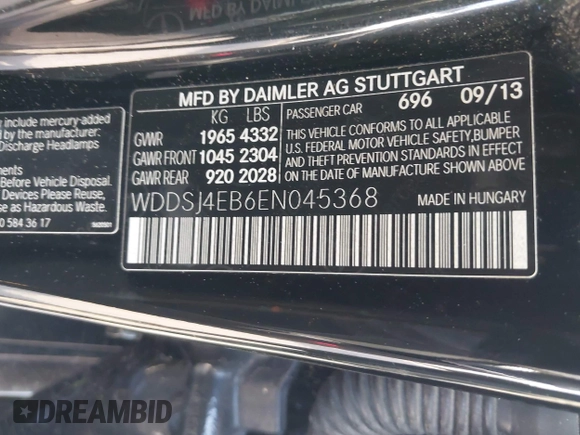 MFD BY DAIMLER AG STUTTGART
KG LBS
PASSENGER CAR 696 09/13
GVWR 1965 4332
GAWR FRONT 1045 2304
GAWR REAR 920 2028
THIS VEHICLE CONFORMS TO ALL APPLICABLE
U.S. FEDERAL MOTOR VEHICLE SAFETY,BUMPER
AND THEFT PREVENTION STANDARDS IN EFFECT
ON THE DATE OF MANUFACTURE SHOWN ABOVE
WDDSJ4EB6EN045368
MADE IN HUNGARY
include mercury-added
Discharge Headlamps
Before Vehicle Disposal.
Devices Please Reuse,
as Hazardous Waste.
0 584 36 17
DREAMBID